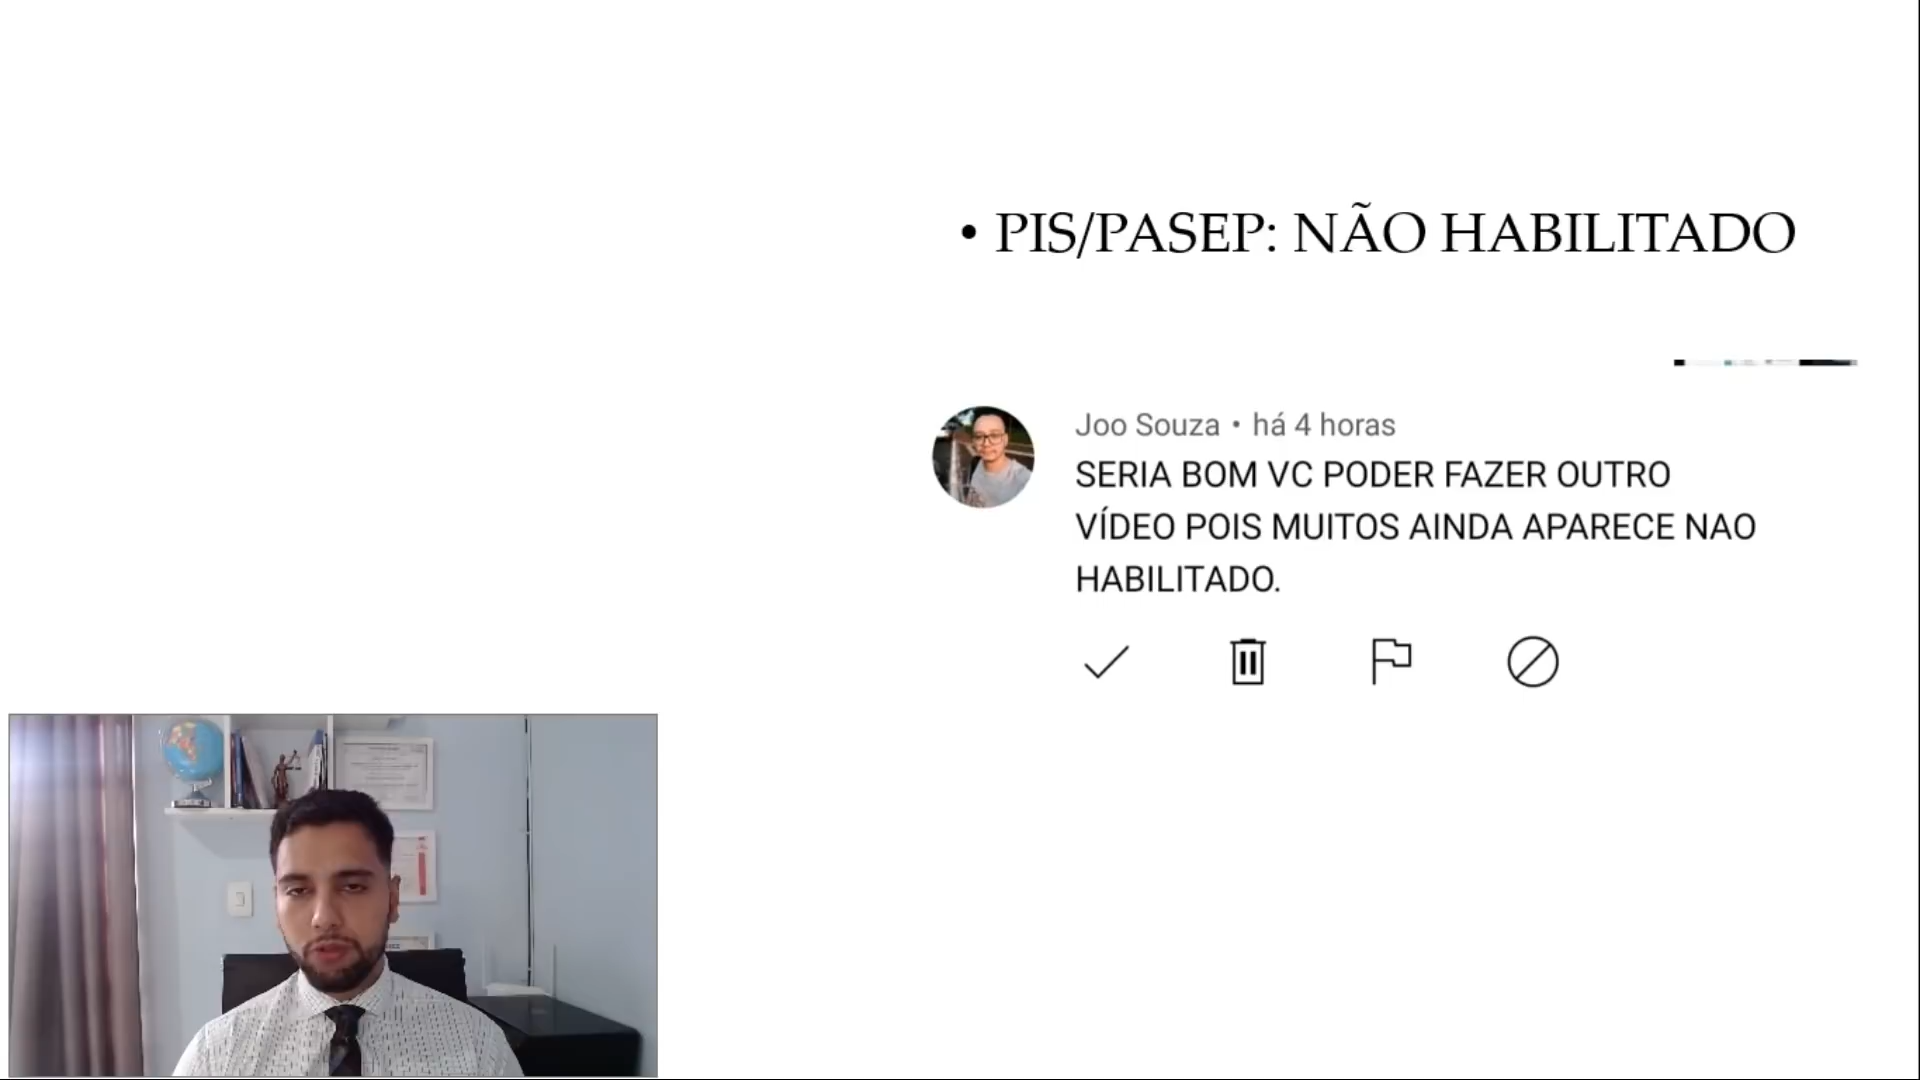 • PIS/PASEP: NÃO HABILITADO
Joo Souza • há 4 horas
SERIA BOM VC PODER FAZER OUTRO
VÍDEO POIS MUITOS AINDA APARECE NAO
HABILITADO.